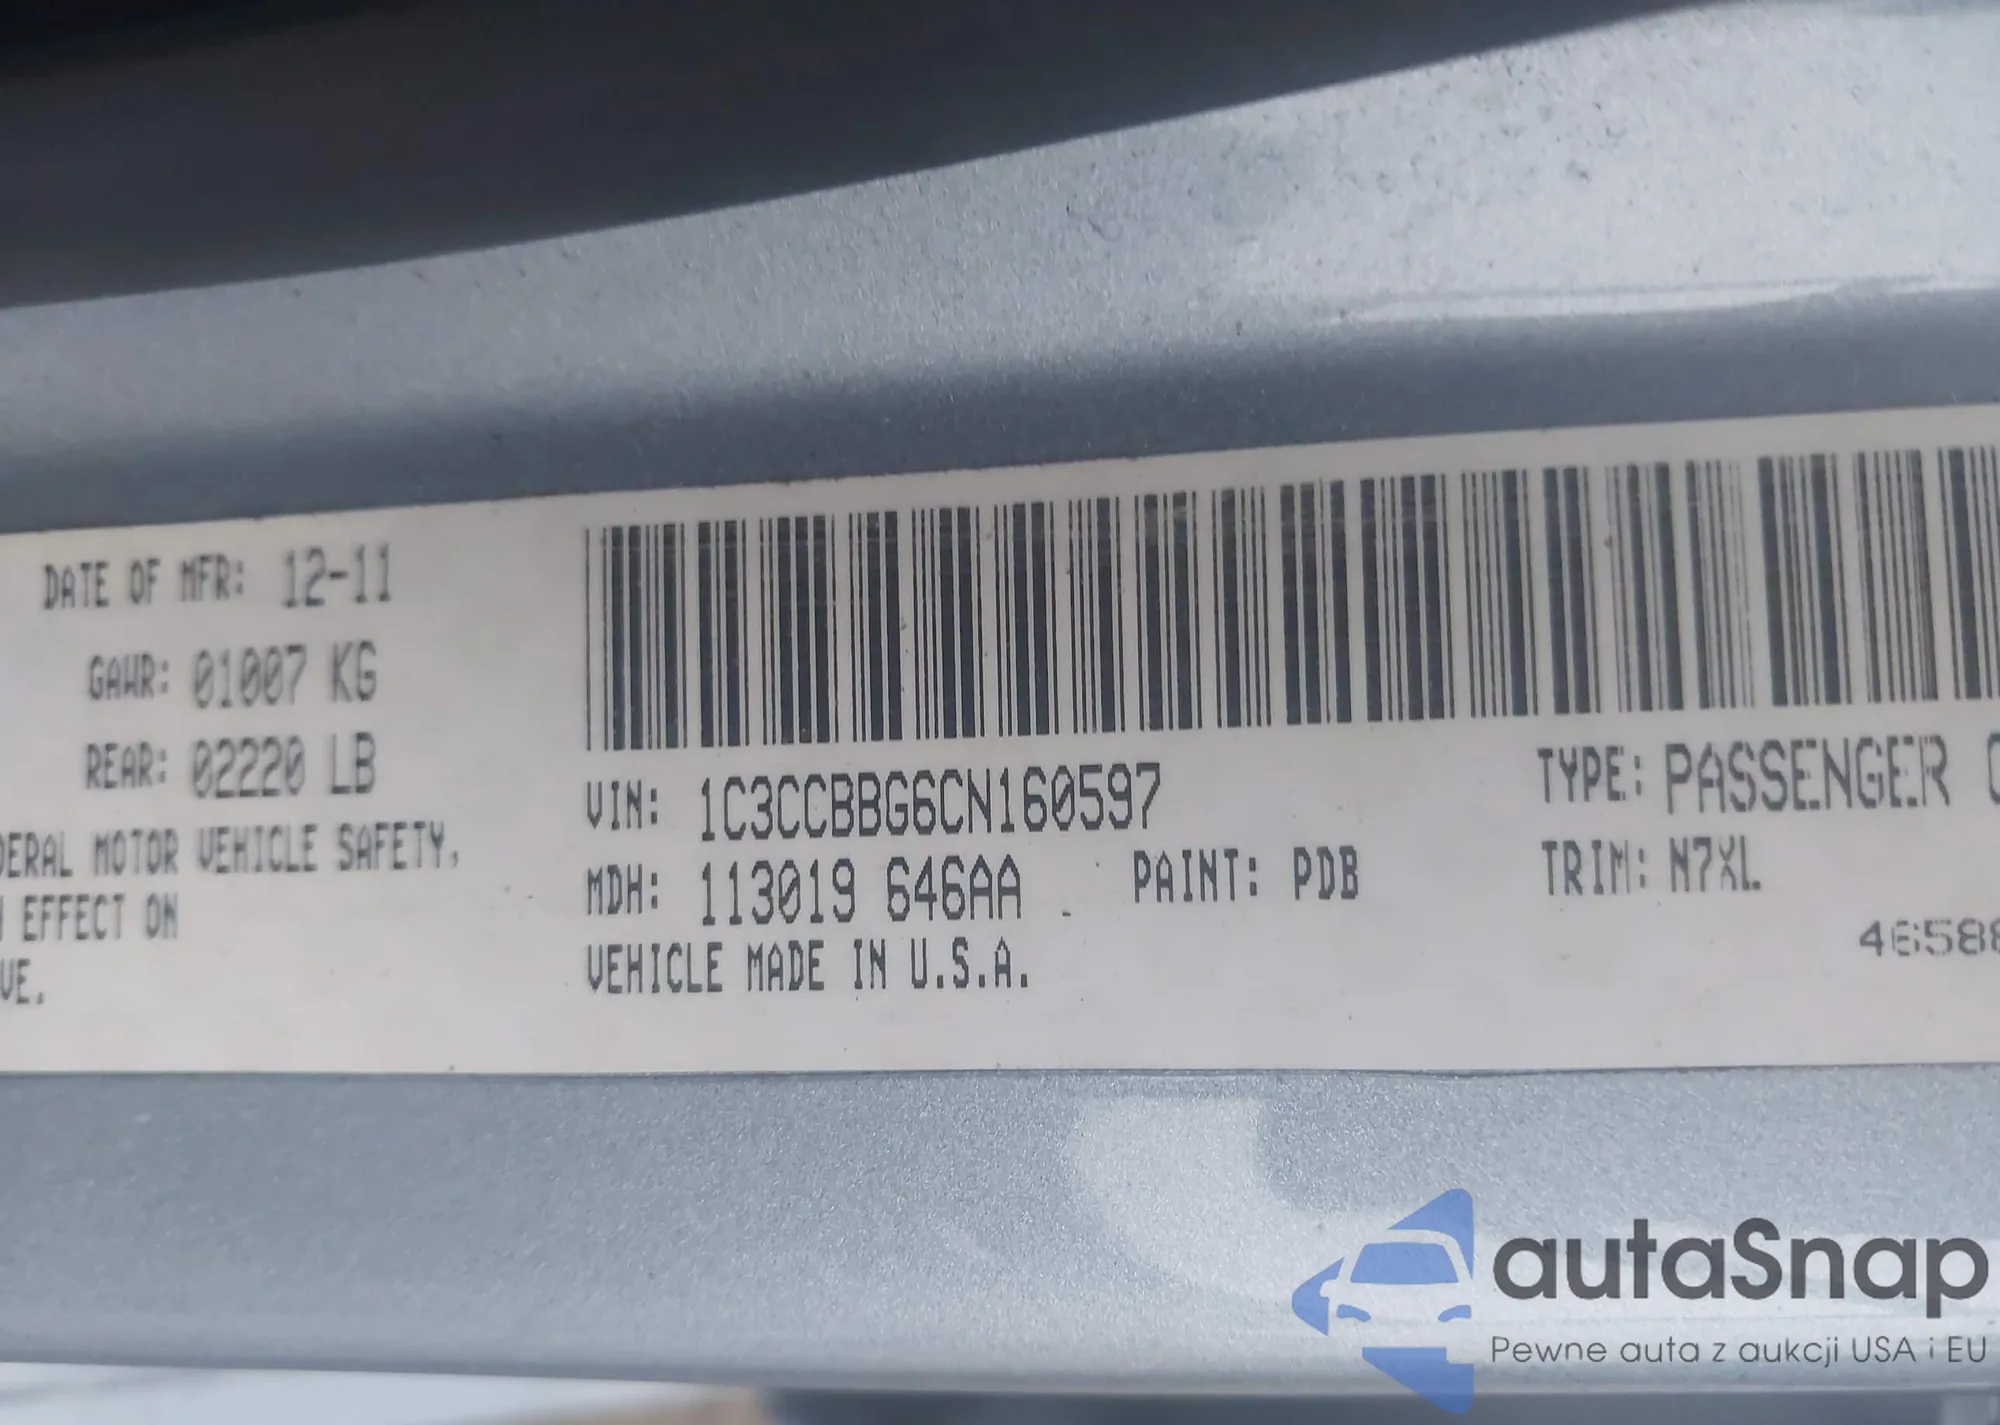 DATE OF MFR: 12-11
GAWR: 01007 KG
REAR: 02220 LB
DERAL MOTOR VEHICLE SAFETY,
N EFFECT ON
VE.
VIN: 1C3CCBBG6CN160597
TYPE: PASSENGER C
MDH: 113019 646AA
PAINT: PDB
TRIM: N7XL
VEHICLE MADE IN U.S.A.
46588
autaSnap
Pewne auta z aukcji USA i EU